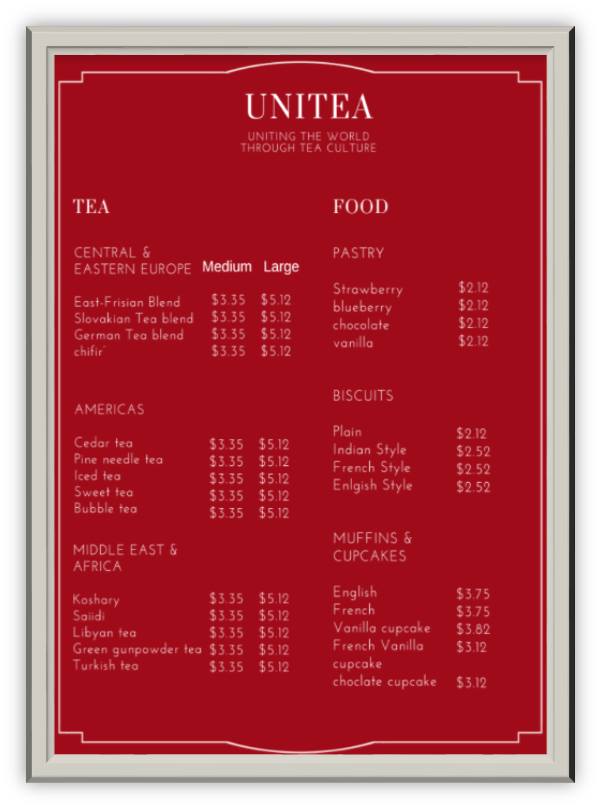 UNITEA
UNITING THE WORLD
THROUGH TEA CULTURE
TEA
CENTRAL &
EASTERN EUROPE Medium Large
East-Frisian Blend $3.35 $5.12
Slovakian Tea blend $3.35 $5.12
German Tea blend $3.35 $5.12
chifir' $3.35 $5.12
AMERICAS
Cedar tea $3.35 $5.12
Pine needle tea $3.35 $5.12
Iced tea $3.35 $5.12
Sweet tea $3.35 $5.12
Bubble tea $3.35 $5.12
MIDDLE EAST &
AFRICA
Koshary $3.35 $5.12
Saiidi $3.35 $5.12
Libyan tea $3.35 $5.12
Green gunpowder tea $3.35 $5.12
Turkish tea $3.35 $5.12
FOOD
PASTRY
Strawberry $2.12
blueberry $2.12
chocolate $2.12
vanilla $2.12
BISCUITS
Plain $2.12
Indian Style $2.52
French Style $2.52
Enlgish Style $2.52
MUFFINS &
CUPCAKES
English $3.75
French $3.75
Vanilla cupcake $3.82
French Vanilla $3.12
cupcake
choclate cupcake $3.12